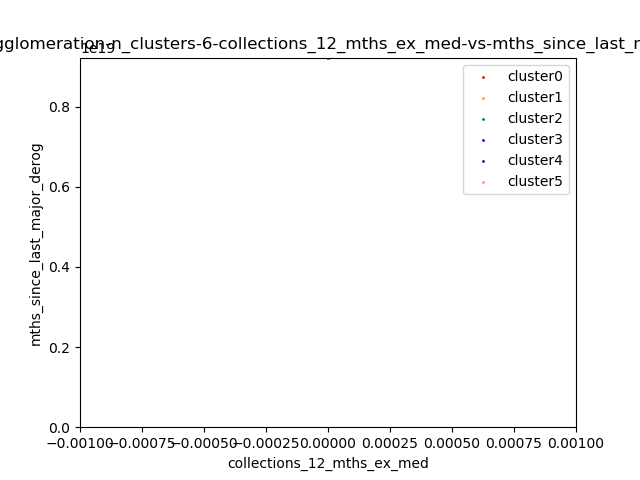 gglomeration-n_clusters-6-collections_12_mths_ex_med-vs-mths_since_last_
1e19
cluster0
cluster1
cluster2
cluster3
cluster4
cluster5
0.8
0.6
0.4
0.2
0.0
mths_since_last_major_derog
−0.00100 −0.00075 −0.00050 −0.00025 0.00000 0.00025 0.00050 0.00075 0.00100
collections_12_mths_ex_med